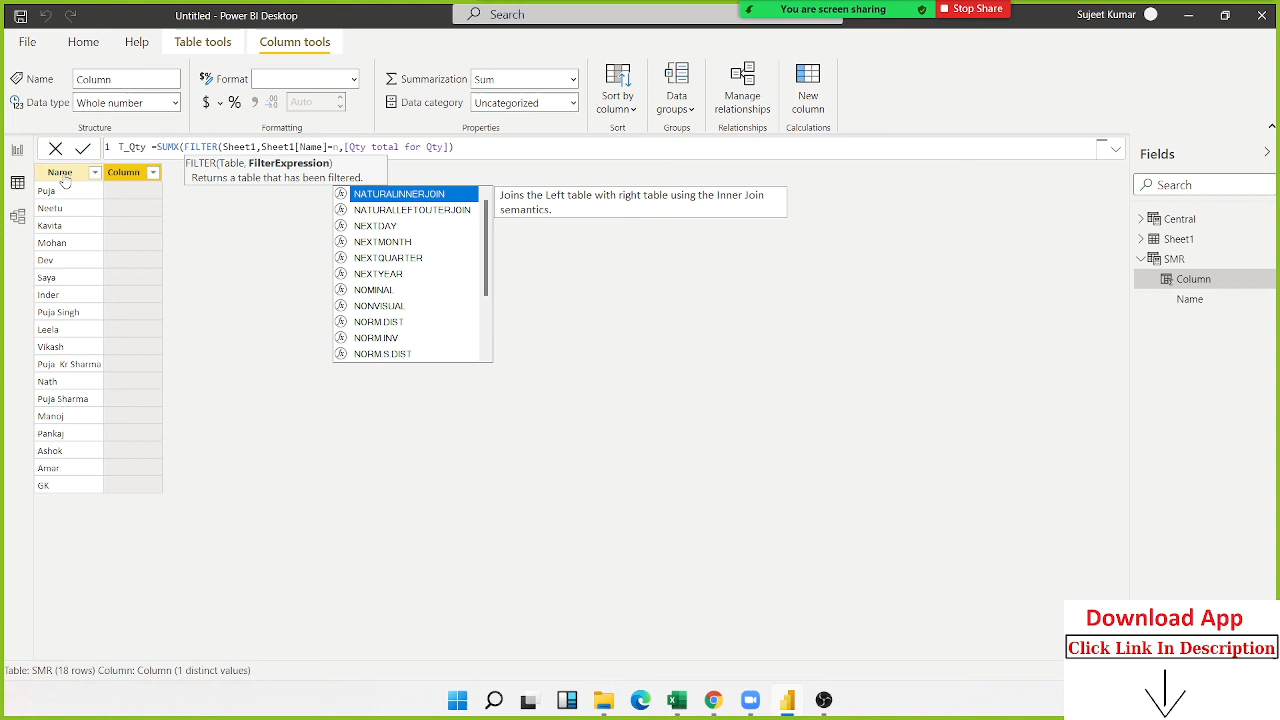 Untitled - Power BI Desktop
Search
You are screen sharing
Stop Share
Sujeet Kumar
File
Home
Help
Table tools
Column tools
Name
Column
Format
Summarization
Sum
Data type
Whole number
$
%
Auto
Data category
Uncategorized
Sort by
column
Data
groups
Manage
relationships
New
column
Structure
Formatting
Properties
Sort
Groups
Relationships
Calculations
1 T_Qty =SUMX(FILTER(Sheet1,Sheet1[Name]=n,[Qty total for Qty])
FILTER(Table, FilterExpression)
Returns a table that has been filtered.
Name
Column
Puja
Neetu
Kavita
Mohan
Dev
Saya
Inder
Puja Singh
Leela
Vikash
Puja Kr Sharma
Nath
Puja Sharma
Manoj
Pankaj
Ashok
Amar
GK
NATURALINNERJOIN
NATURALLEFTOUTERJOIN
NEXTDAY
NEXTMONTH
NEXTQUARTER
NEXTYEAR
NOMINAL
NONVISUAL
NORM.DIST
NORM.INV
NORM.S.DIST
Joins the Left table with right table using the Inner Join
semantics.
Fields
Search
Central
Sheet1
SMR
Column
Name
Table: SMR (18 rows) Column: Column (1 distinct values)
Download App
Click Link In Description